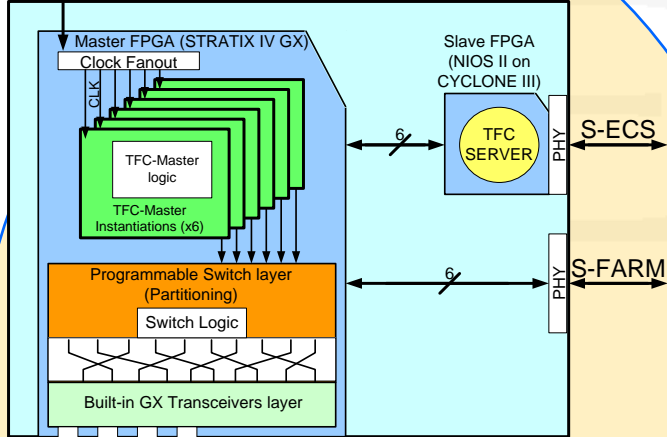 Master FPGA (STRATIX IV GX)
Clock Fanout
CLK
TFC-Master
logic
TFC-Master
Instantiations (x6)
Programmable Switch layer
(Partitioning)
Switch Logic
Built-in GX Transceivers layer
Slave FPGA
(NIOS II on
CYCLONE III)
6
TFC
SERVER
PHY
S-ECS
6
PHY
S-FARM